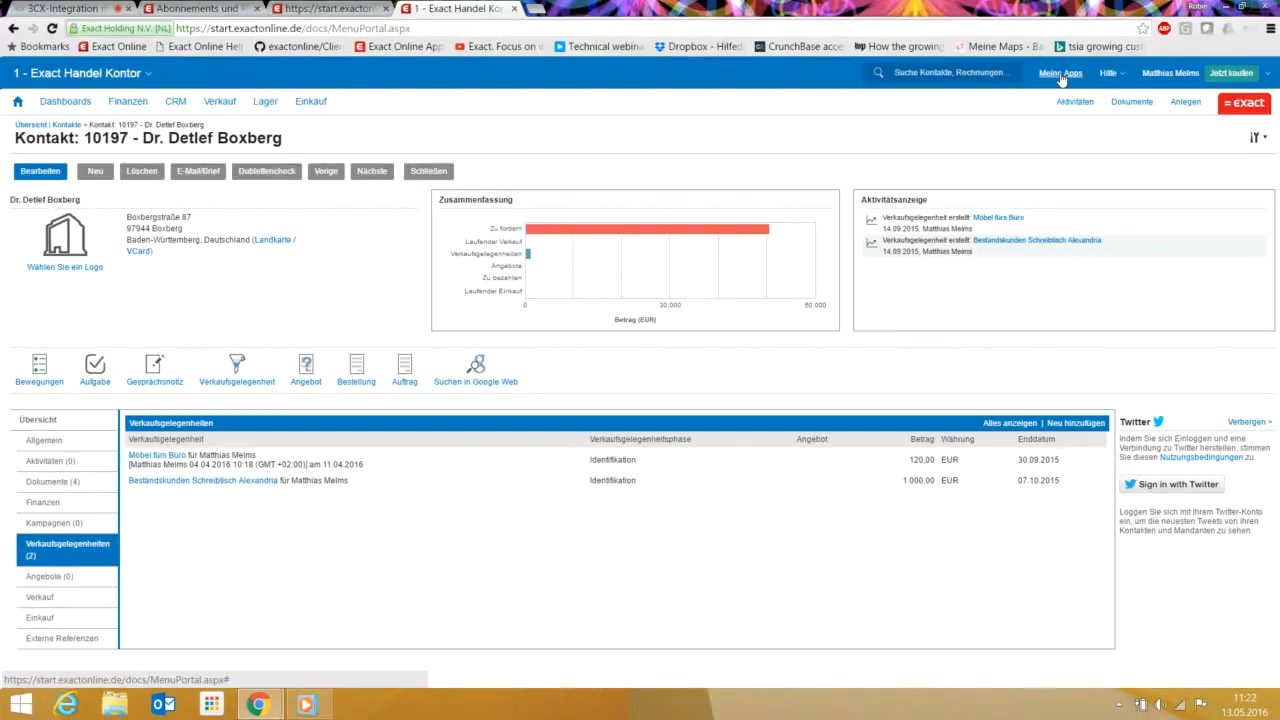 3CX-Integration m
Abonnements und F
https://start.exactonlin
1 - Exact Handel Kon
Robin
Exact Holding N.V. [NL]
https://start.exactonline.de/docs/MenuPortal.aspx
Bookmarks
Exact Online
Exact Online Help
exactonline/Clien
Exact Online App
Exact. Focus on
Technical webina
Dropbox - Hilfed
CrunchBase acce
How the growing
Meine Maps - Ba
tsia growing cust
1 - Exact Handel Kontor
Suche Kontakte, Rechnungen...
Meine Apps
Hilfe
Matthias Melms
Jetzt kaufen
Dashboards
Finanzen
CRM
Verkauf
Lager
Einkauf
Aktivitäten
Dokumente
Anlegen
= exact
Übersicht | Kontakte > Kontakt: 10197 - Dr. Detlef Boxberg
Kontakt: 10197 - Dr. Detlef Boxberg
Bearbeiten
Neu
Löschen
E-Mail/Brief
Dublettencheck
Vorige
Nächste
Schließen
Dr. Detlef Boxberg
Boxbergstraße 87
97944 Boxberg
Baden-Württemberg, Deutschland (Landkarte /
VCard)
Wählen Sie ein Logo
Zusammenfassung
Zu fordern
Laufender Verkauf
Verkaufsgelegenheiten
Angebote
Zu bezahlen
Laufender Einkauf
0
30.000
60.000
Betrag (EUR)
Aktivitätsanzeige
Verkaufsgelegenheit erstellt: Möbel fürs Büro
14.09.2015, Matthias Melms
Verkaufsgelegenheit erstellt: Bestandskunden Schreibtisch Alexandria
14.09.2015, Matthias Melms
Bewegungen
Aufgabe
Gesprächsnotiz
Verkaufsgelegenheit
Angebot
Bestellung
Auftrag
Suchen in Google Web
Übersicht
Allgemein
Aktivitäten (0)
Dokumente (4)
Finanzen
Kampagnen (0)
Verkaufsgelegenheiten
(2)
Angebote (0)
Verkauf
Einkauf
Externe Referenzen
Verkaufsgelegenheiten
Alles anzeigen | Neu hinzufügen
Verkaufsgelegenheit Verkaufsgelegenheitsphase Angebot Betrag Währung Enddatum
Möbel fürs Büro für Matthias Melms
[Matthias Melms 04.04.2016 10:18 (GMT +02:00)] am 11.04.2016
Identifikation 120,00 EUR 30.09.2015
Bestandskunden Schreibtisch Alexandria für Matthias Melms Identifikation 1.000,00 EUR 07.10.2015
Twitter
Verbergen >
Indem Sie sich Einloggen und eine
Verbindung zu Twitter herstellen, stimmen
Sie diesen Nutzungsbedingungen zu.
Sign in with Twitter
Loggen Sie sich mit Ihrem Twitter-Konto
ein, um die neuesten Tweets von Ihren
Kontakten und Mandanten zu sehen.
https://start.exactonline.de/docs/MenuPortal.aspx#
11:22
13.05.2016